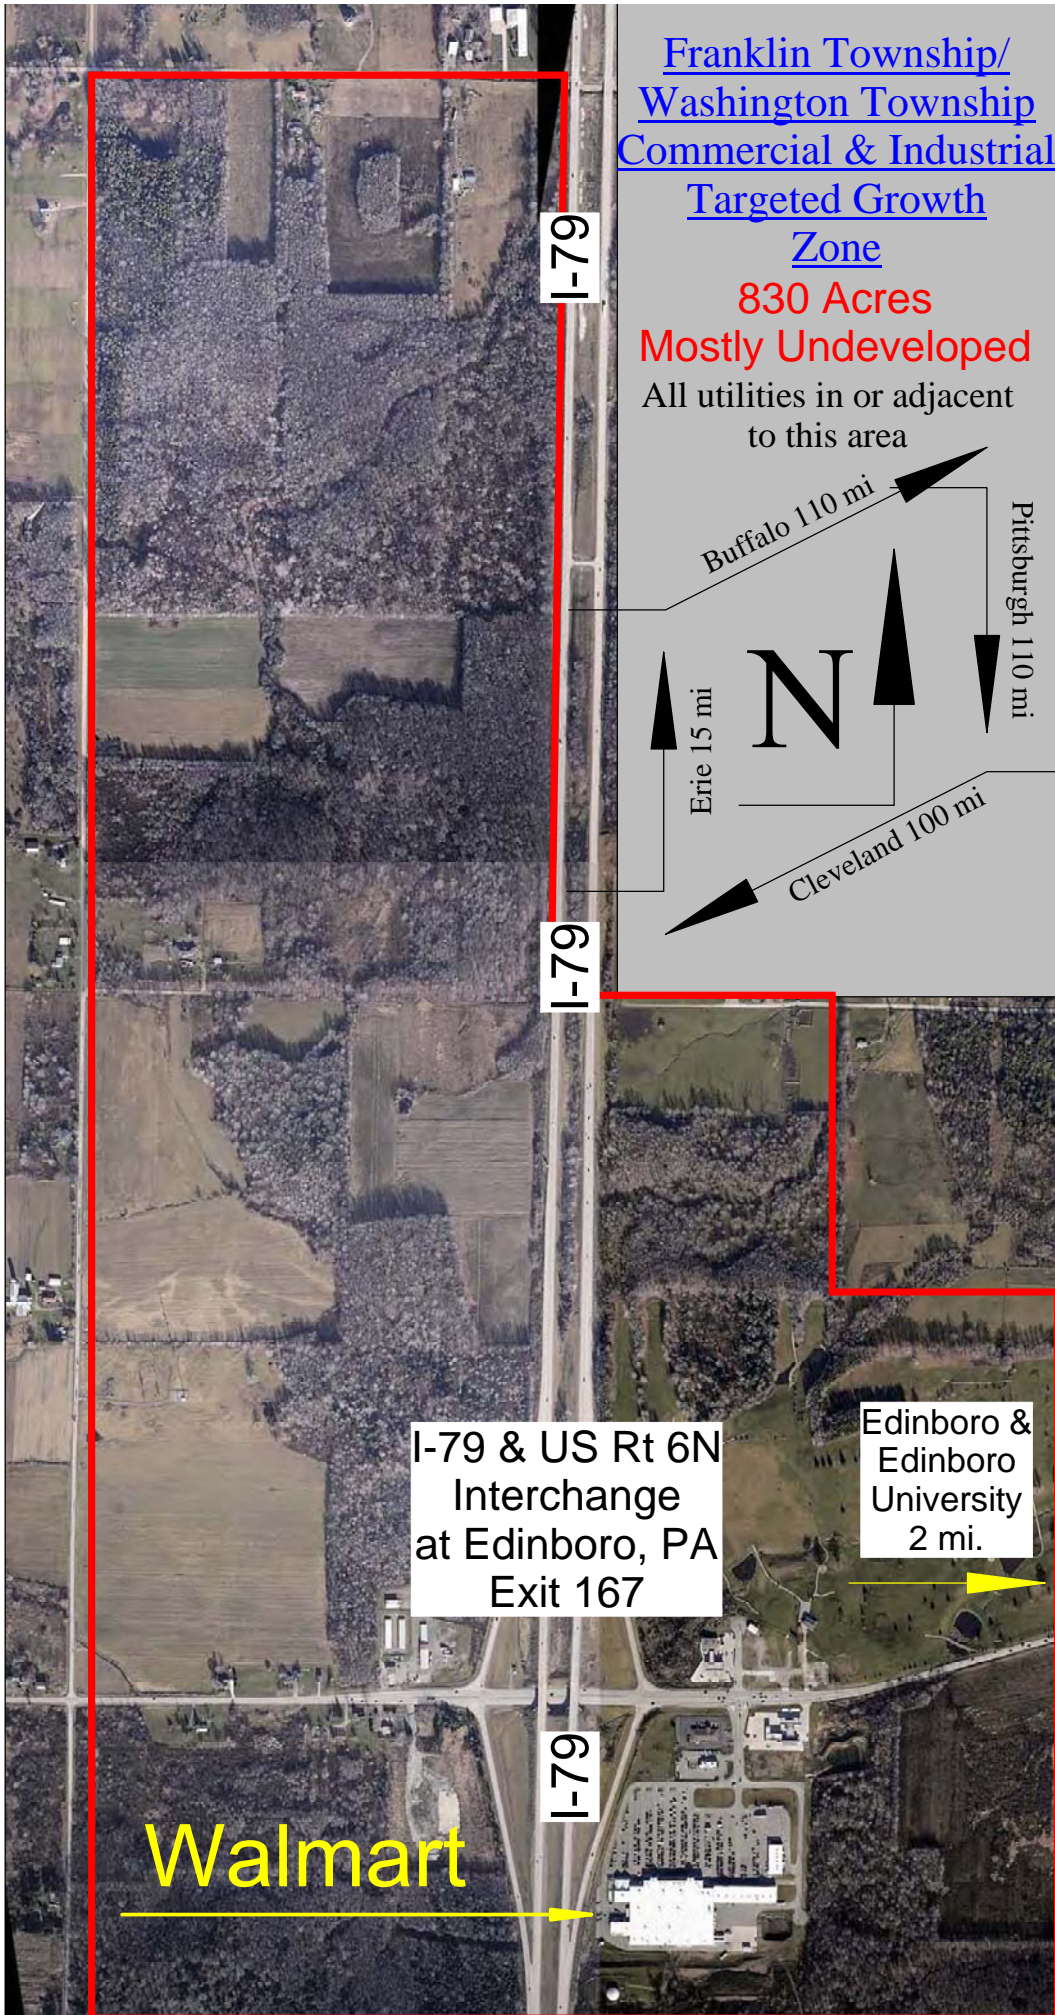 Franklin Township/
Washington Township
Commercial & Industrial
Targeted Growth
Zone
830 Acres
Mostly Undeveloped
All utilities in or adjacent
to this area
I-79
Buffalo 110 mi
Pittsburgh 110 mi
N
Erie 15 mi
Cleveland 100 mi
I-79
I-79 & US Rt 6N
Interchange
at Edinboro, PA
Exit 167
Edinboro &
Edinboro
University
2 mi.
I-79
Walmart